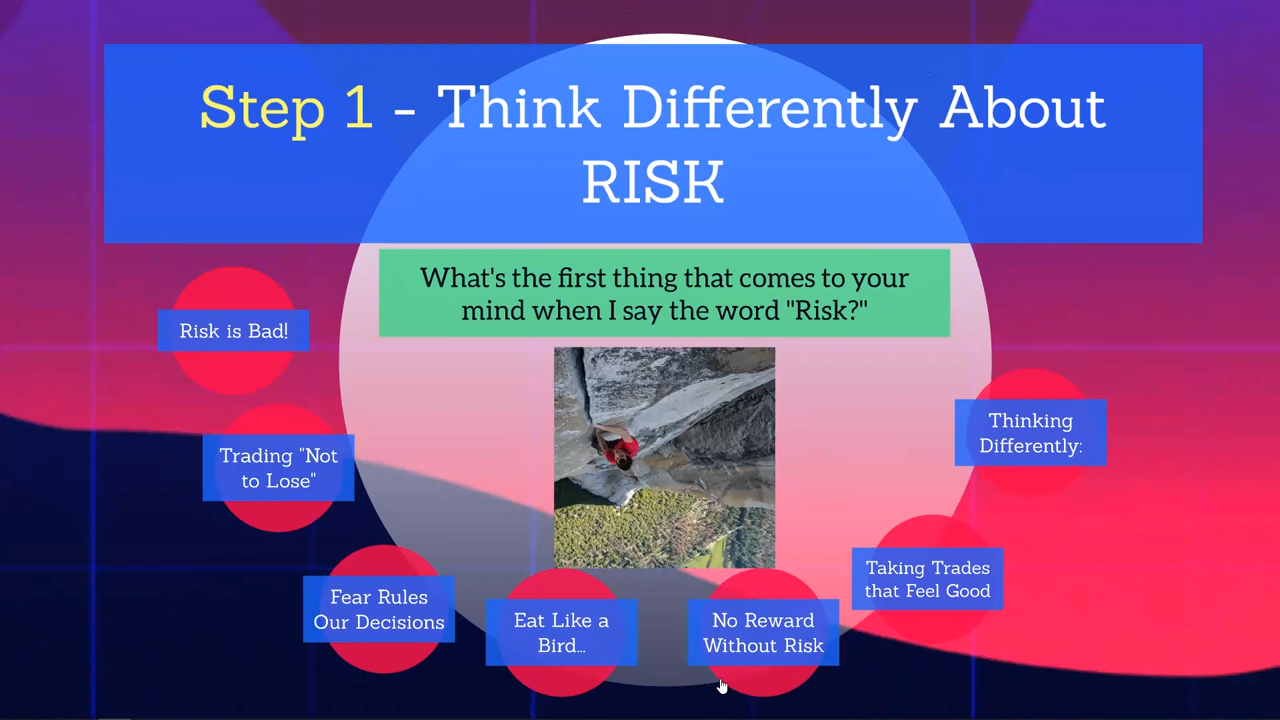 Step 1 - Think Differently About
RISK
What's the first thing that comes to your
mind when I say the word "Risk?"
Risk is Bad!
Trading "Not
to Lose"
Fear Rules
Our Decisions
Eat Like a
Bird...
No Reward
Without Risk
Taking Trades
that Feel Good
Thinking
Differently: